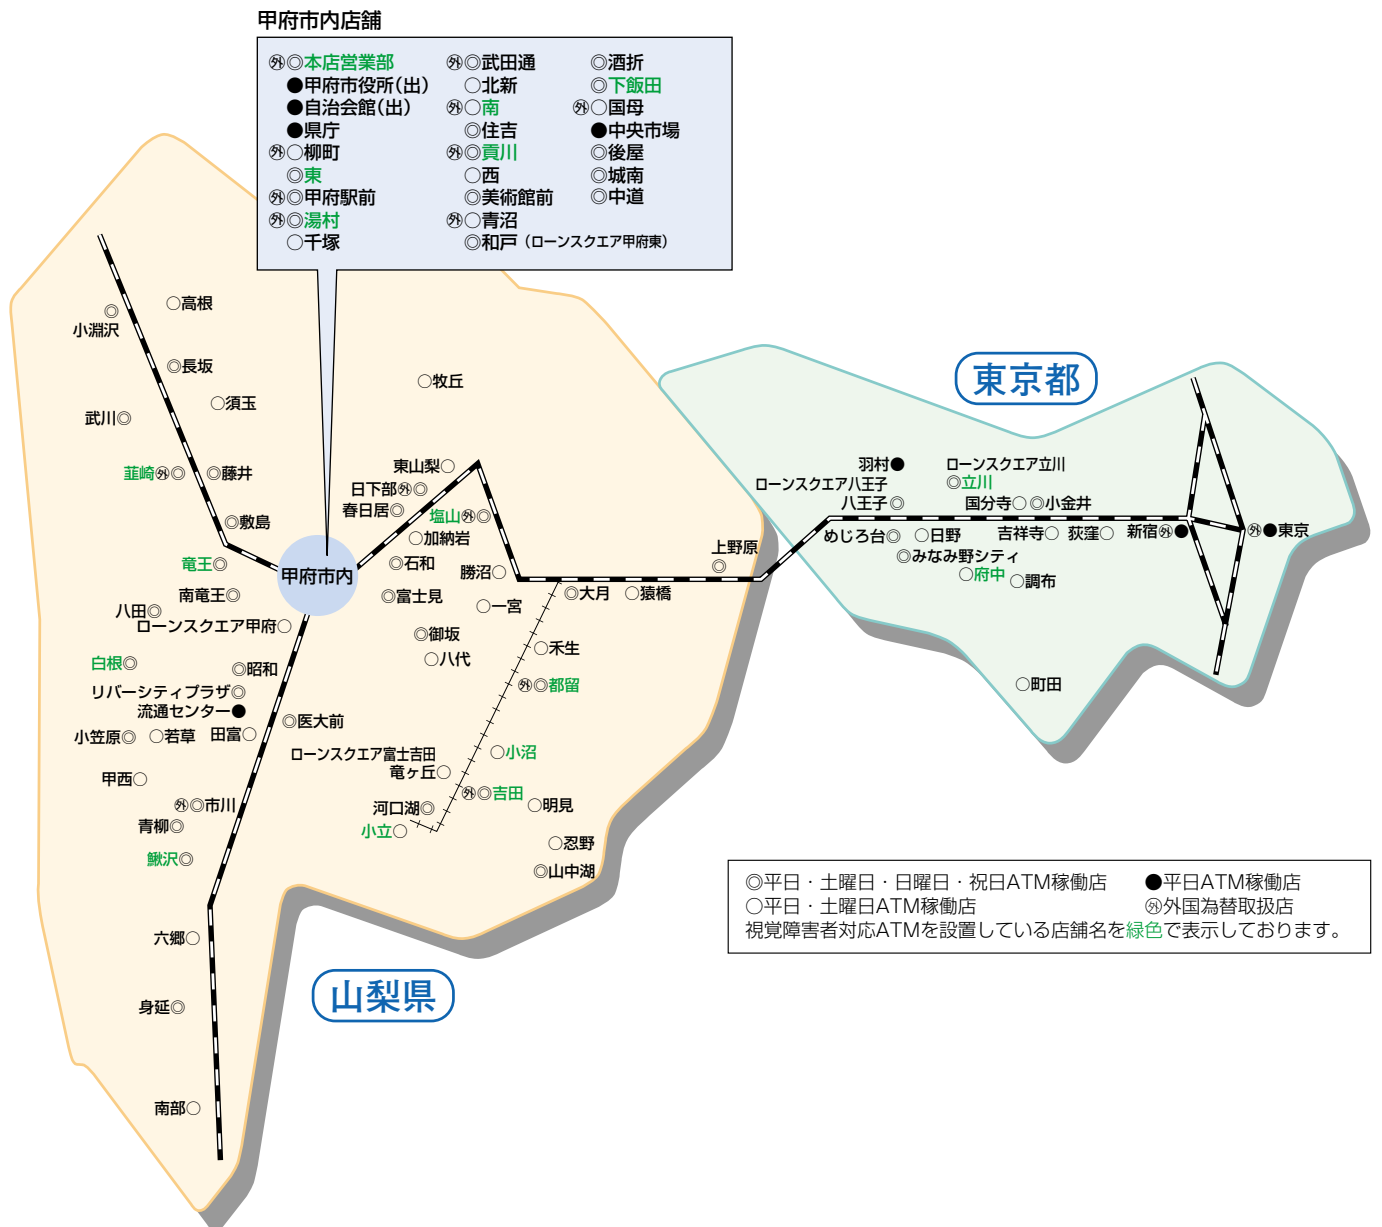 甲府市内店舗
㊕◎本店営業部
●甲府市役所(出)
●自治会館(出)
●県庁
外○柳町
◎東
外◎甲府駅前
外◎湯村
○千塚
外◎武田通
○北新
外○南
◎住吉
外◎貢川
○西
◎美術館前
外○青沼
◎和戸(ローンスクエア甲府東)
◎酒折
◎下飯田
外○国母
●中央市場
◎後屋
◎城南
◎中道
◎
小淵沢
○高根
◎長坂
○須玉
武川◎
韮崎外◎
◎藤井
◎敷島
竜王◎
甲府市内
南竜王◎
八田◎
ローンスクエア甲府○
白根◎
◎昭和
リバーシティプラザ◎
流通センター●
小笠原◎
○若草
田富○
◎医大前
甲西○
外◎市川
青柳◎
鰍沢◎
六郷○
身延◎
南部○
○牧丘
東山梨○
日下部外◎
春日居◎
塩山外◎
○加納岩
◎石和
勝沼○
◎富士見
○一宮
◎御坂
○八代
◎大月
○猿橋
上野原
◎
○禾生
外◎都留
○小沼
ローンスクエア富士吉田
竜ヶ丘○
外◎吉田
河口湖◎
○明見
小立○
○忍野
◎山中湖
山梨県
東京都
羽村●
ローンスクエア八王子
八王子◎
ローンスクエア立川
◎立川
国分寺○
◎小金井
めじろ台◎
○日野
吉祥寺○
荻窪○
新宿外●
外●東京
◎みなみ野シティ
○府中
○調布
○町田
◎平日・土曜日・日曜日・祝日ATM稼働店
●平日ATM稼働店
○平日・土曜日ATM稼働店
外外国為替取扱店
視覚障害者対応ATMを設置している店舗名を緑色で表示しております。